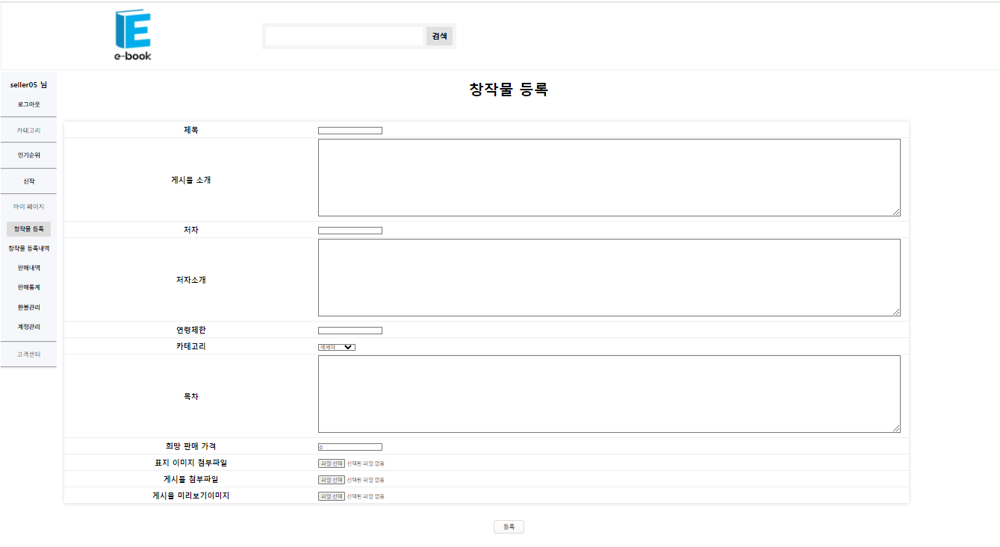 E
e-book
검색
seller05 님
로그아웃
카테고리
인기순위
신작
마이 페이지
창작물 등록
창작물 등록내역
판매내역
판매통계
환불관리
계정관리
고객센터
창작물 등록
제목
게시물 소개
저자
저자소개
연령제한
카테고리 에세이
목차
희망 판매 가격 0
표지 이미지 첨부파일 파일 선택 선택된 파일 없음
게시물 첨부파일 파일 선택 선택된 파일 없음
게시물 미리보기이미지 파일 선택 선택된 파일 없음
등록